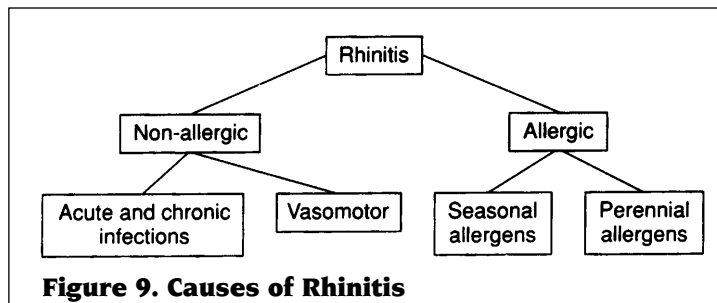 Rhinitis
Non-allergic
Allergic
Acute and chronic
infections
Vasomotor
Seasonal
allergens
Perennial
allergens
Figure 9. Causes of Rhinitis